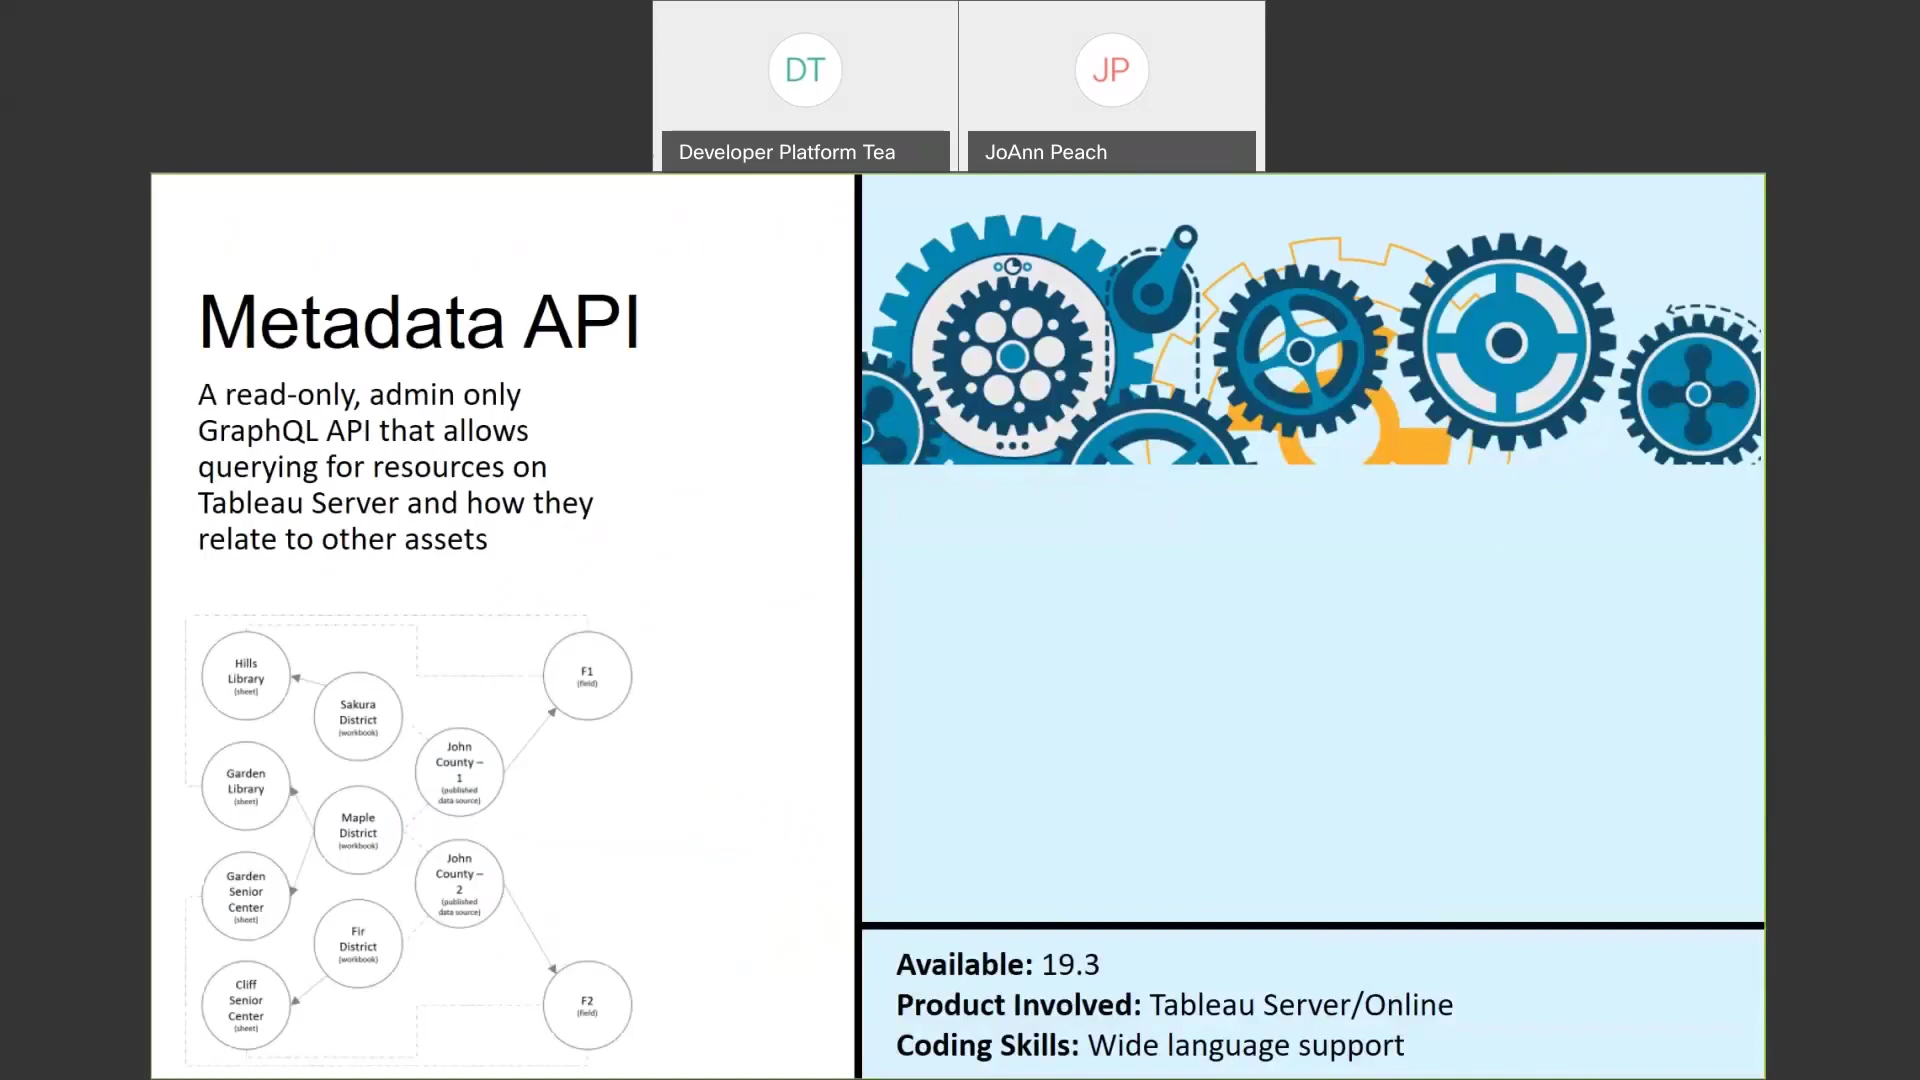 DT
JP
Developer Platform Tea
JoAnn Peach
Metadata API
A read-only, admin only
GraphQL API that allows
querying for resources on
Tableau Server and how they
relate to other assets
Hills
Library
(sheet)
Sakura
District
(workbook)
F1
(field)
John
County –
1
(published
data source)
Garden
Library
(sheet)
Maple
District
(workbook)
John
County –
2
(published
data source)
Garden
Senior
Center
(sheet)
Fir
District
(workbook)
Cliff
Senior
Center
(sheet)
F2
(field)
Available: 19.3
Product Involved: Tableau Server/Online
Coding Skills: Wide language support